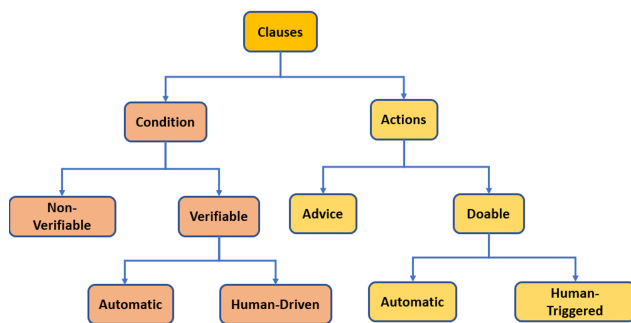 Clauses
Condition
Actions
Non-
Verifiable
Verifiable
Advice
Doable
Automatic
Human-Driven
Automatic
Human-
Triggered